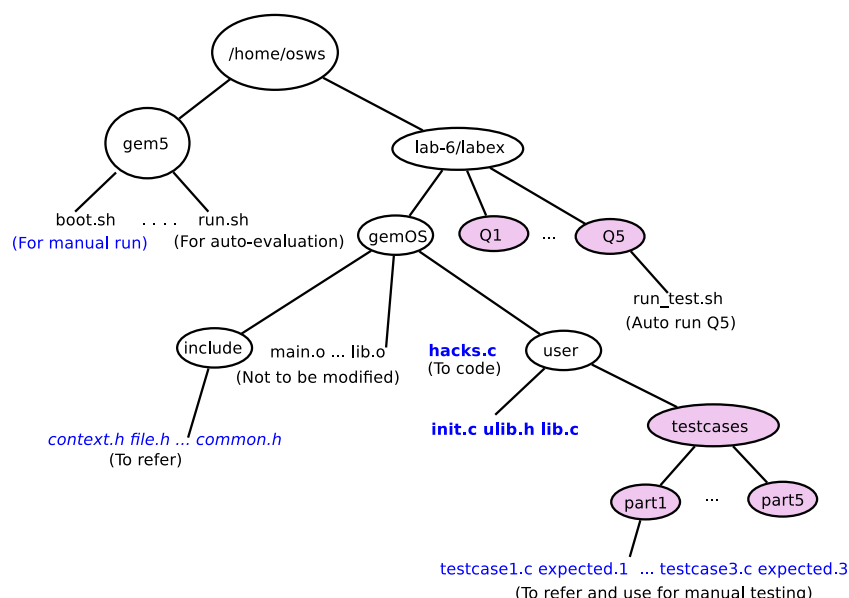 /home/osws
gem5
lab-6/labex
boot.sh . . . . run.sh
(For manual run) (For auto-evaluation)
gemOS
Q1 ... Q5
run_test.sh
(Auto run Q5)
include
main.o ... lib.o
(Not to be modified)
hacks.c
(To code)
user
context.h file.h ... common.h
(To refer)
init.c ulib.h lib.c
testcases
part1 ... part5
testcase1.c expected.1 ... testcase3.c expected.3
(To refer and use for manual testing)